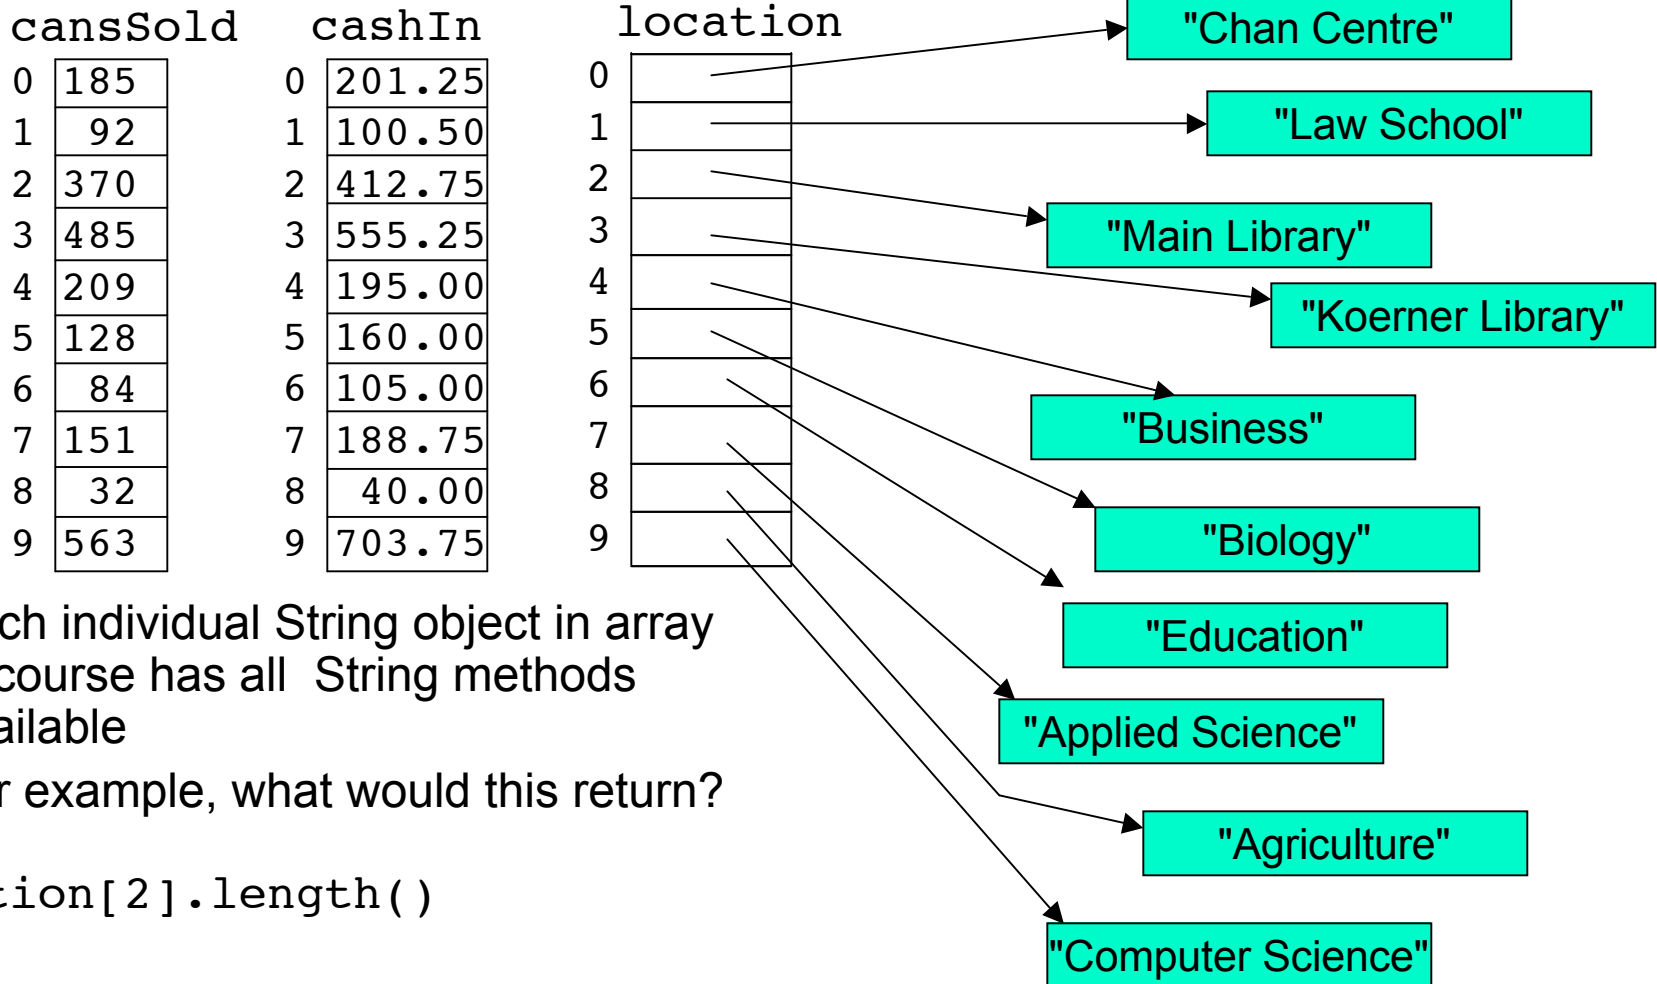 cansSold cashIn location
0 185 0 201.25 0
1 92 1 100.50 1
2 370 2 412.75 2
3 485 3 555.25 3
4 209 4 195.00 4
5 128 5 160.00 5
6 84 6 105.00 6
7 151 7 188.75 7
8 32 8 40.00 8
9 563 9 703.75 9
"Chan Centre"
"Law School"
"Main Library"
"Koerner Library"
"Business"
"Biology"
"Education"
"Applied Science"
"Agriculture"
"Computer Science"
ch individual String object in array
course has all String methods
ailable
r example, what would this return?
tion[2].length()